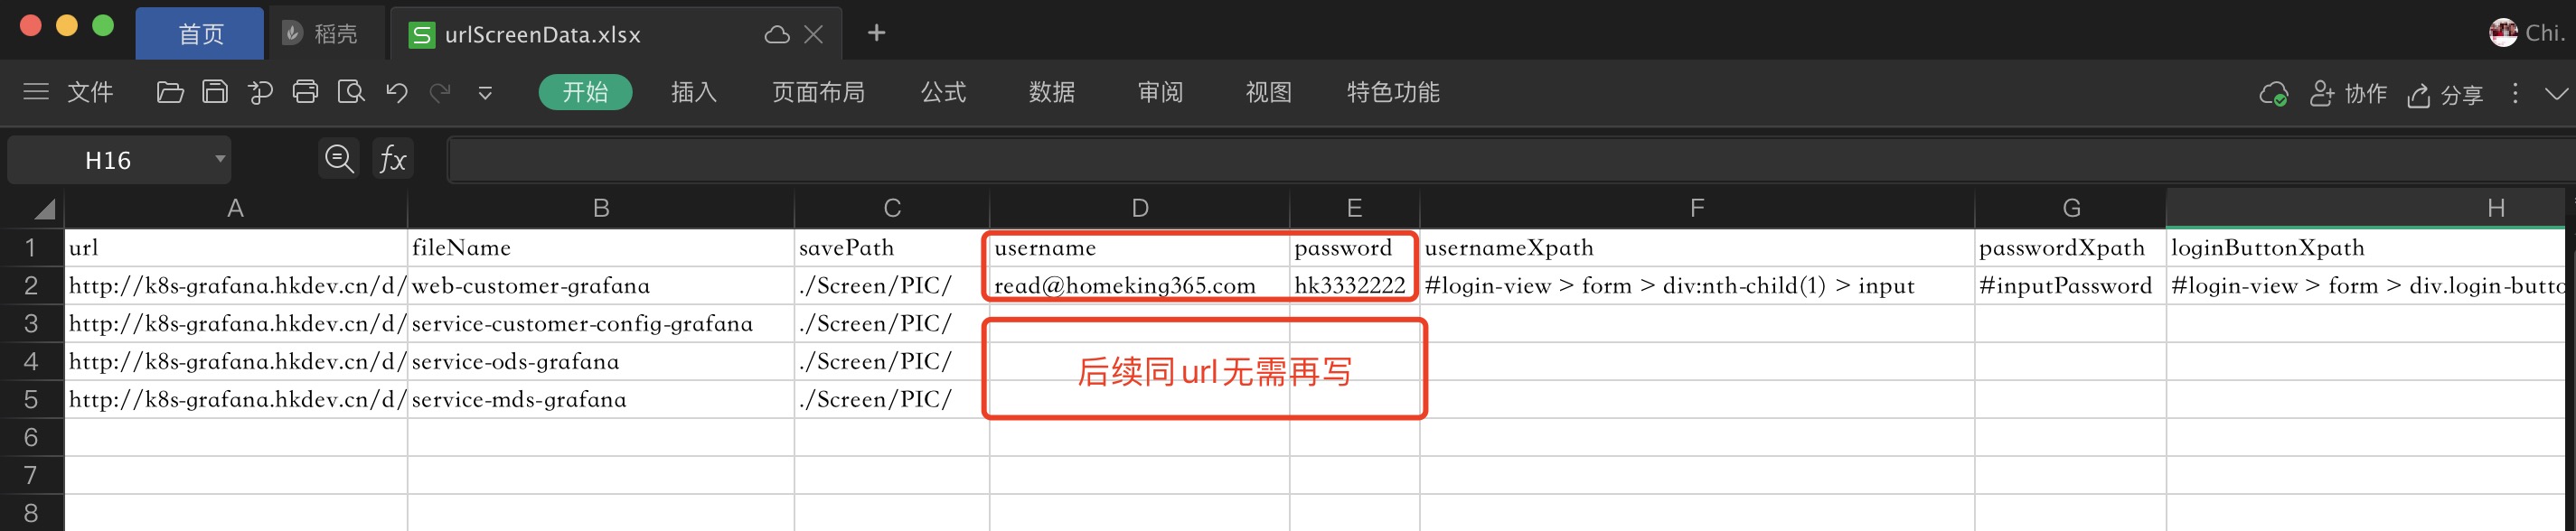 首页 稻壳 urlScreenData.xlsx Chi.
文件 开始 插入 页面布局 公式 数据 审阅 视图 特色功能 协作 分享
H16 fx
A B C D E F G H
1 url fileName savePath username password usernameXpath passwordXpath loginButtonXpath
2 http://k8s-grafana.hkdev.cn/d/ web-customer-grafana ./Screen/PIC/ read@homeking365.com hk3332222 #login-view > form > div:nth-child(1) > input #inputPassword #login-view > form > div.login-butto
3 http://k8s-grafana.hkdev.cn/d/ service-customer-config-grafana ./Screen/PIC/
4 http://k8s-grafana.hkdev.cn/d/ service-ods-grafana ./Screen/PIC/
后续同url无需再写
5 http://k8s-grafana.hkdev.cn/d/ service-mds-grafana ./Screen/PIC/
6
7
8